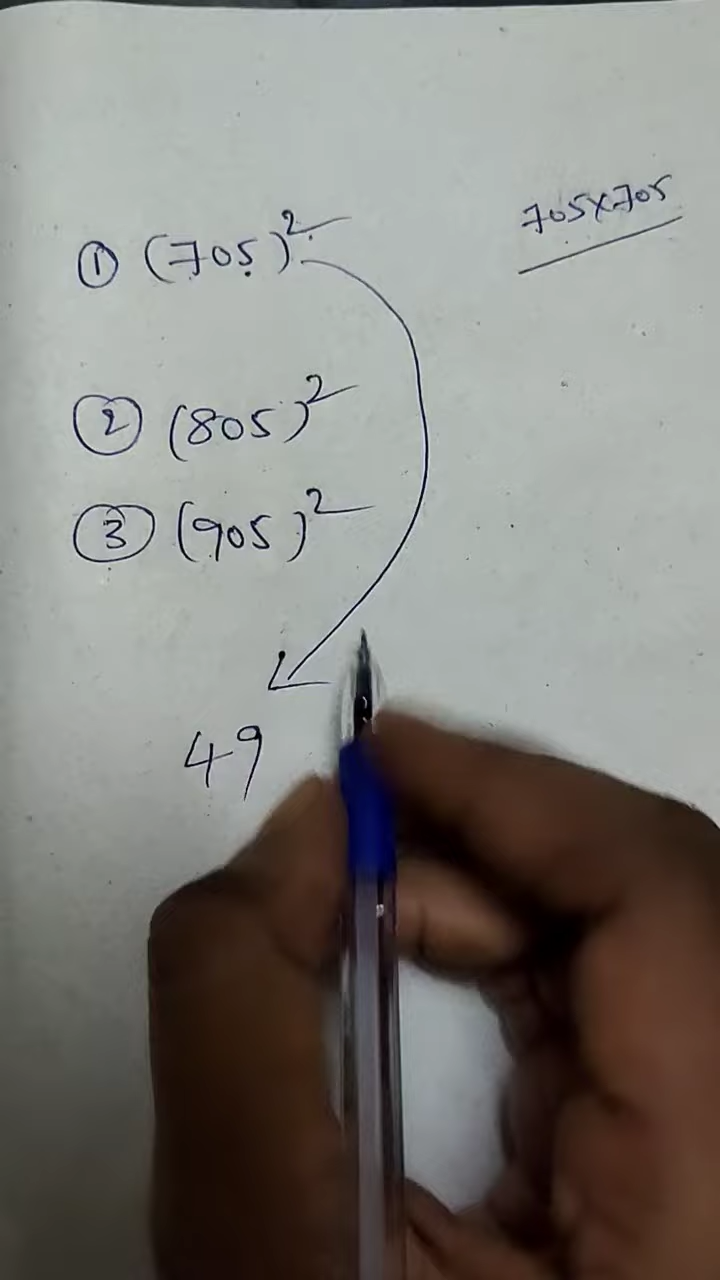 ① (705)² 705×705
② (805)²
③ (905)²
49